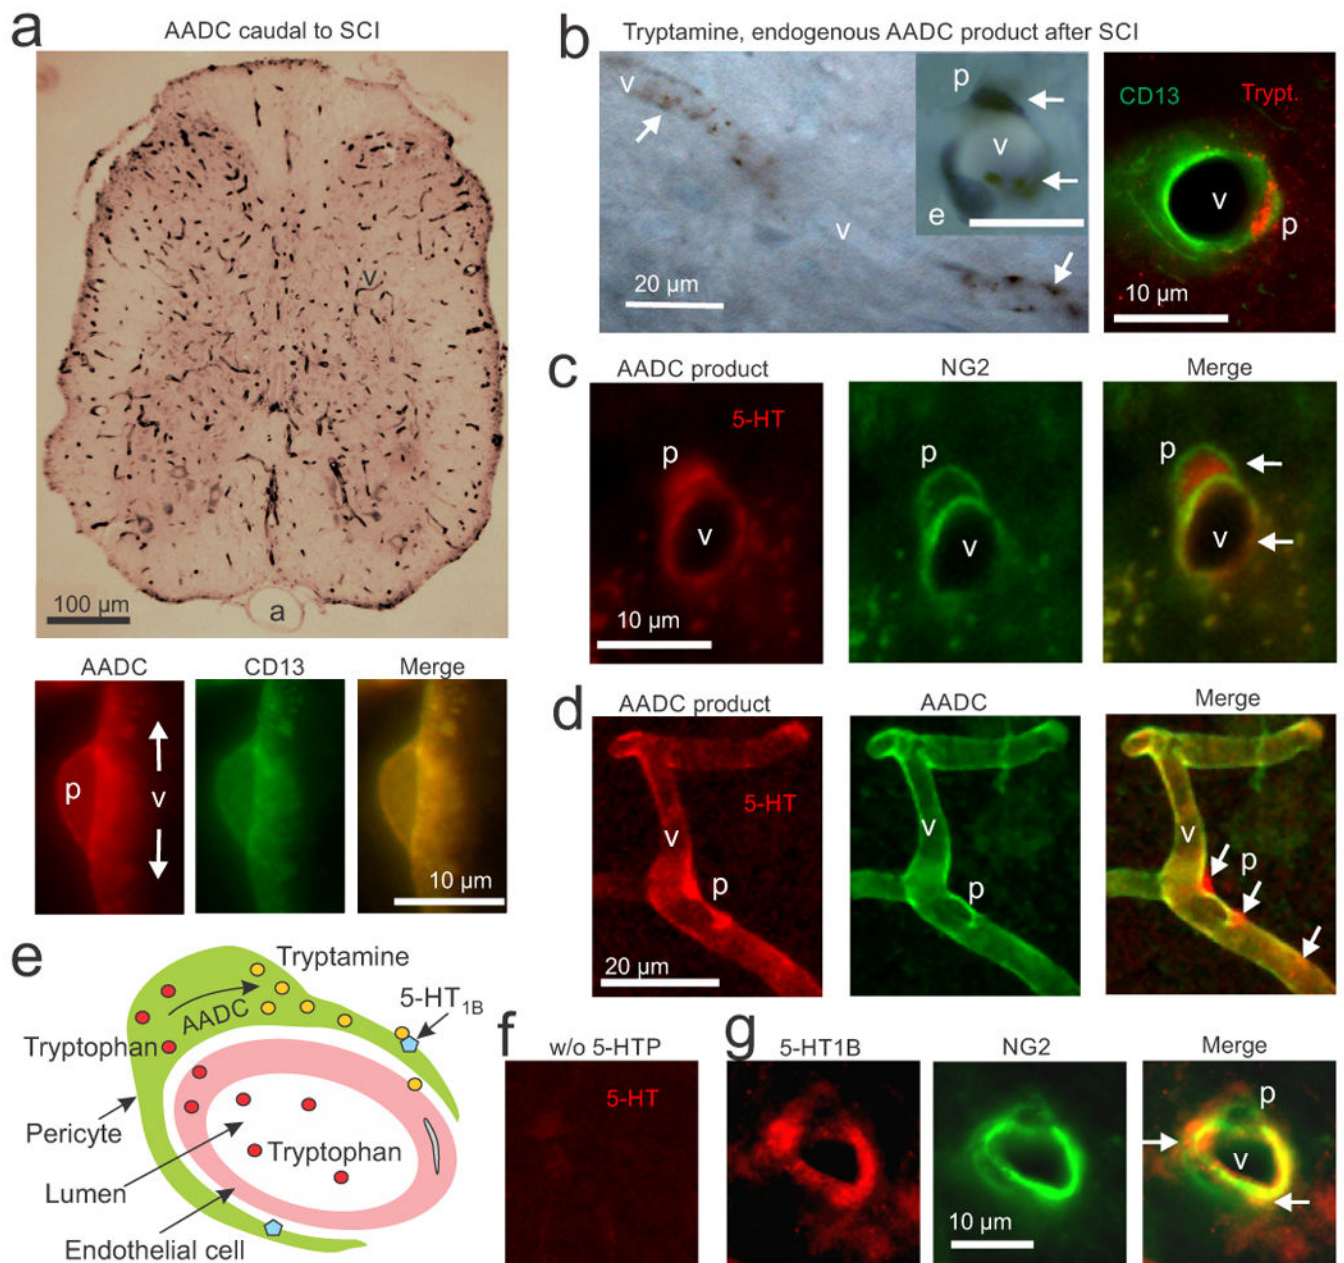 a
AADC caudal to SCI
v
100 µm
a
AADC
CD13
Merge
p
v
10 µm
b
Tryptamine, endogenous AADC product after SCI
v
p
v
e
v
20 µm
CD13
Trypt.
v
p
10 µm
c
AADC product
NG2
Merge
5-HT
p
v
10 µm
p
v
p
v
d
AADC product
AADC
Merge
5-HT
v
p
20 µm
v
p
v
p
e
Tryptamine
AADC
5-HT1B
Tryptophan
Pericyte
Tryptophan
Lumen
Endothelial cell
f
w/o 5-HTP
5-HT
g
5-HT1B
NG2
Merge
10 µm
p
v